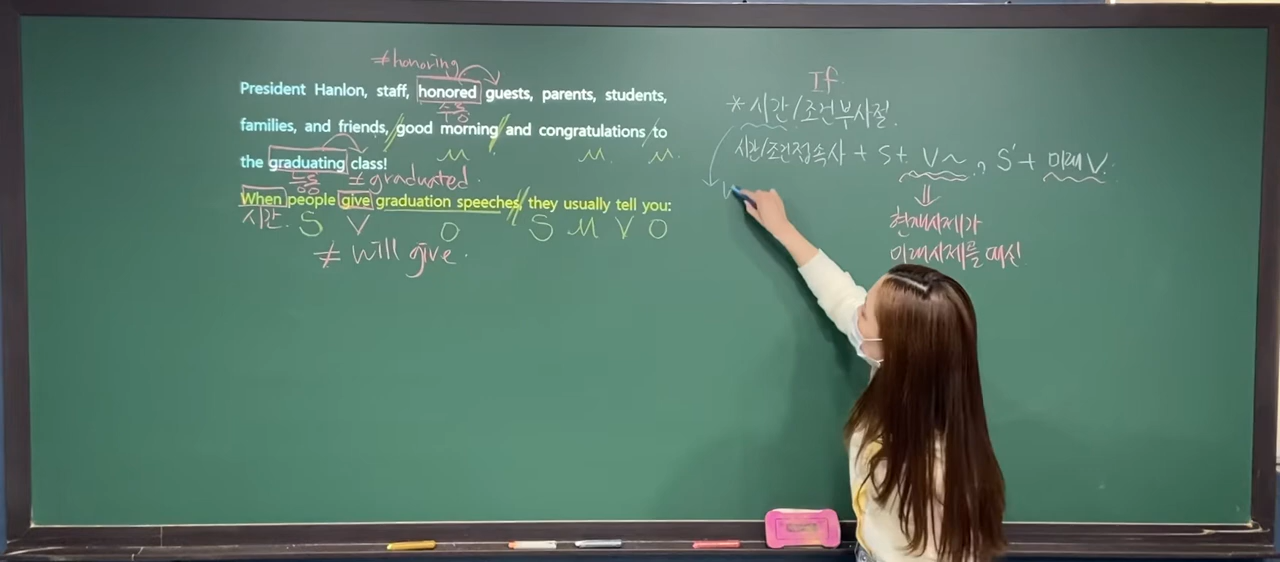 ≠honoring
President Hanlon, staff, honored guests, parents, students,
수동
families, and friends, good morning and congratulations to
M M. M.
the graduating class!
능동 ≠graduated.
When people give graduation speeches, they usually tell you:
시간. S V O S M V O
≠ will give.
If
*시간/조건부사절.
시간/조건접속사 + S + V~, S' + 미래V.
⇓
현재시제가
미래시제를 대신